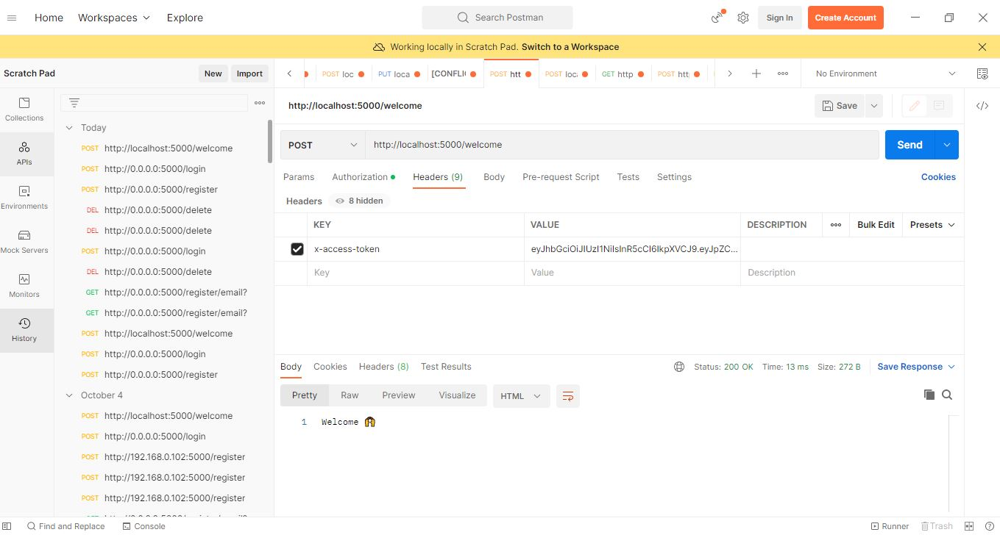 Home Workspaces Explore Search Postman Sign In Create Account
Working locally in Scratch Pad. Switch to a Workspace
Scratch Pad New Import
POST loc PUT loca [CONFLI POST htt POST loc GET http POST htt No Environment
Collections
APIs
Environments
Mock Servers
Monitors
History
Today
POST http://localhost:5000/welcome
POST http://0.0.0.0:5000/login
POST http://0.0.0.0:5000/register
DEL http://0.0.0.0:5000/delete
DEL http://0.0.0.0:5000/delete
POST http://0.0.0.0:5000/login
DEL http://0.0.0.0:5000/delete
GET http://0.0.0.0:5000/register/email?
GET http://0.0.0.0:5000/register/email?
POST http://localhost:5000/welcome
POST http://0.0.0.0:5000/login
POST http://0.0.0.0:5000/register
October 4
POST http://localhost:5000/welcome
POST http://0.0.0.0:5000/login
POST http://192.168.0.102:5000/register
POST http://192.168.0.102:5000/register
POST http://192.168.0.102:5000/register
http://localhost:5000/welcome Save </>
POST http://localhost:5000/welcome Send
Params Authorization Headers (9) Body Pre-request Script Tests Settings Cookies
Headers 8 hidden
KEY VALUE DESCRIPTION Bulk Edit Presets
x-access-token eyJhbGciOiJIUzI1NiIsInR5cCI6IkpXVCJ9.eyJpZC...
Key Value Description
Body Cookies Headers (8) Test Results Status: 200 OK Time: 13 ms Size: 272 B Save Response
Pretty Raw Preview Visualize HTML
1 Welcome 🙌
Find and Replace Console Runner Trash